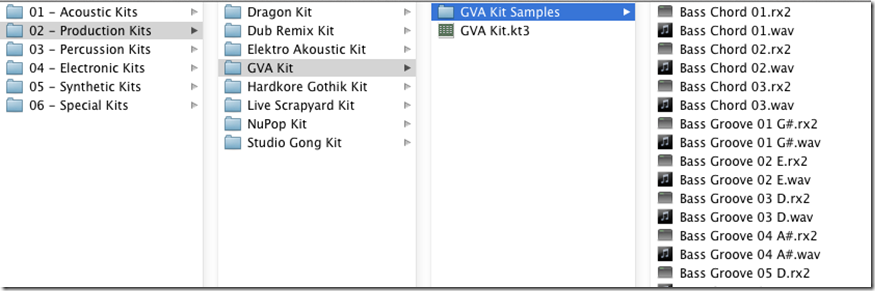 01 – Acoustic Kits
02 – Production Kits
03 – Percussion Kits
04 – Electronic Kits
05 – Synthetic Kits
06 – Special Kits
Dragon Kit
Dub Remix Kit
Elektro Akoustic Kit
GVA Kit
Hardkore Gothik Kit
Live Scrapyard Kit
NuPop Kit
Studio Gong Kit
GVA Kit Samples
GVA Kit.kt3
Bass Chord 01.rx2
Bass Chord 01.wav
Bass Chord 02.rx2
Bass Chord 02.wav
Bass Chord 03.rx2
Bass Chord 03.wav
Bass Groove 01 G#.rx2
Bass Groove 01 G#.wav
Bass Groove 02 E.rx2
Bass Groove 02 E.wav
Bass Groove 03 D.rx2
Bass Groove 03 D.wav
Bass Groove 04 A#.rx2
Bass Groove 04 A#.wav
Bass Groove 05 D.rx2